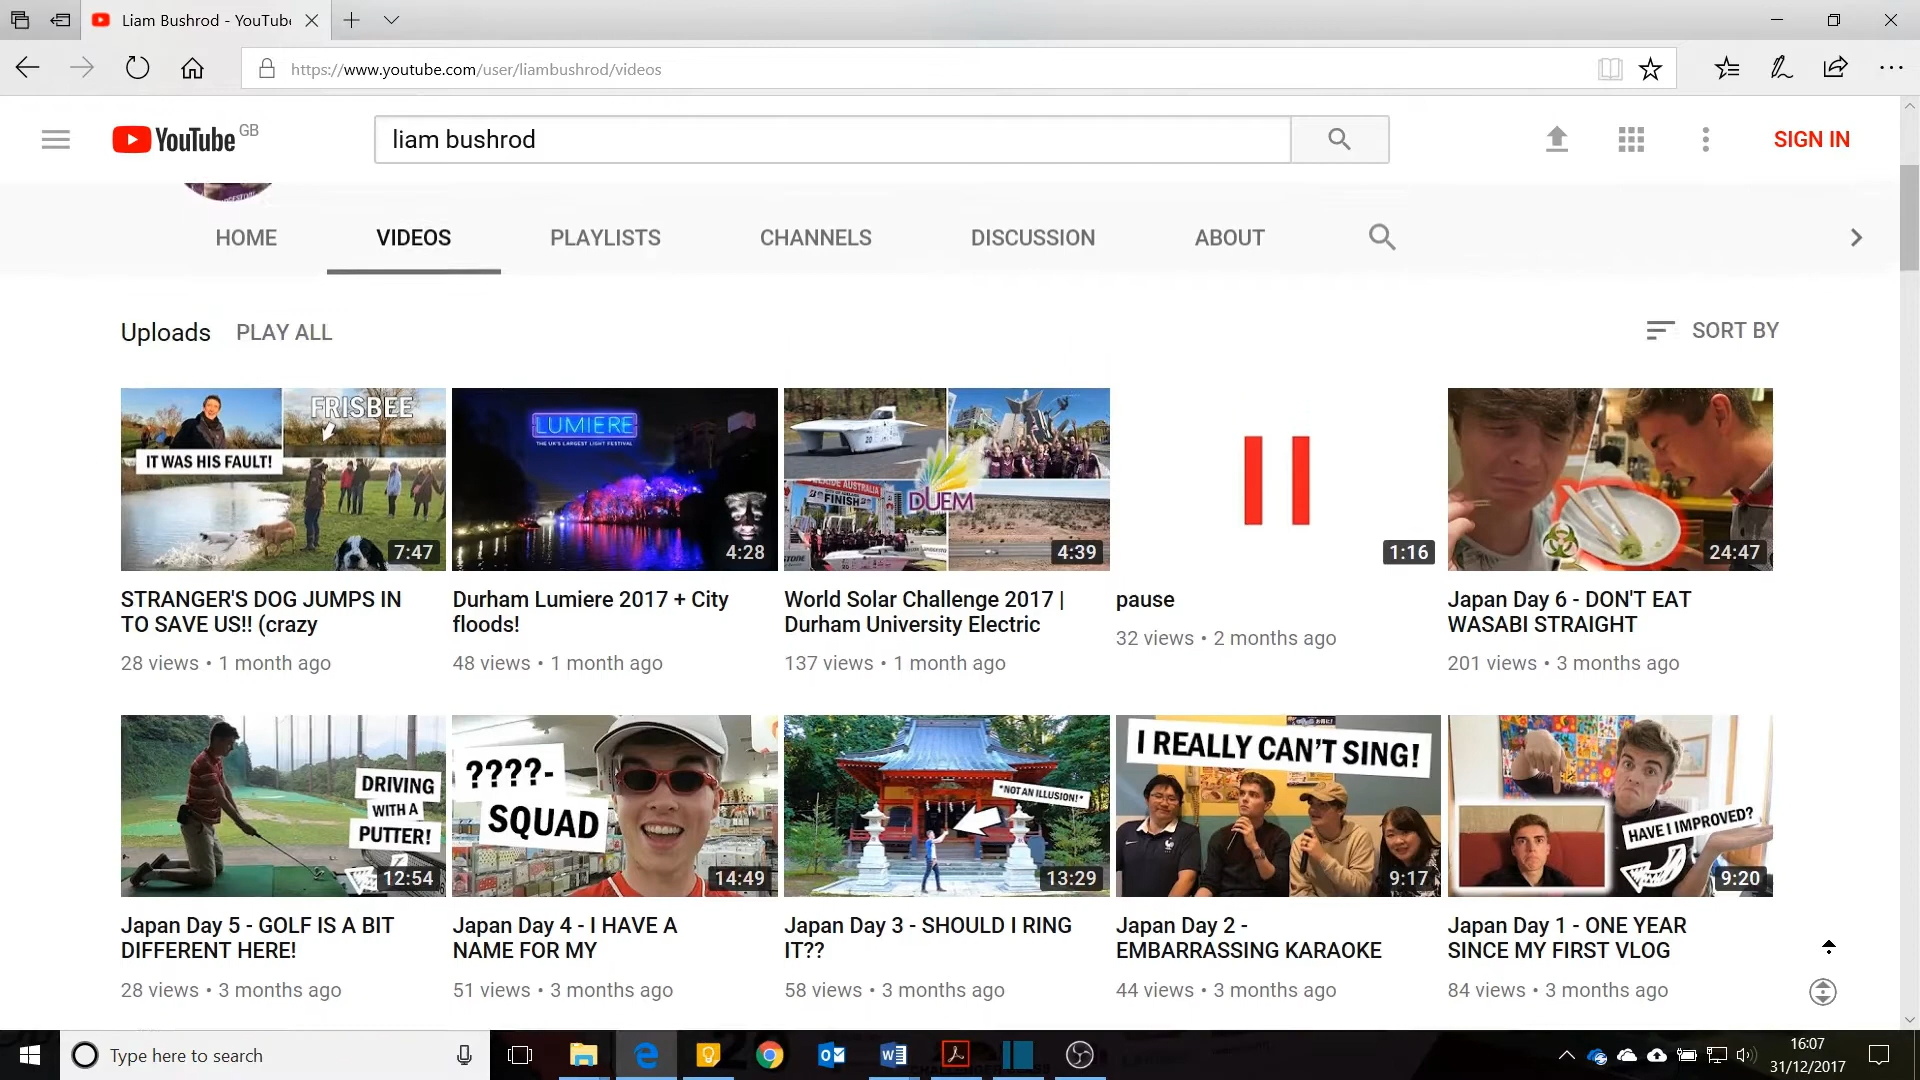 Liam Bushrod - YouTub
https://www.youtube.com/user/liambushrod/videos
YouTube GB
liam bushrod
SIGN IN
HOME
VIDEOS
PLAYLISTS
CHANNELS
DISCUSSION
ABOUT
Uploads
PLAY ALL
SORT BY
IT WAS HIS FAULT!
FRISBEE
7:47
LUMIERE
THE UK'S LARGEST LIGHT FESTIVAL
4:28
DUEM
FINISH
4:39
1:16
24:47
STRANGER'S DOG JUMPS IN
TO SAVE US!! (crazy
28 views • 1 month ago
Durham Lumiere 2017 + City
floods!
48 views • 1 month ago
World Solar Challenge 2017 |
Durham University Electric
137 views • 1 month ago
pause
32 views • 2 months ago
Japan Day 6 - DON'T EAT
WASABI STRAIGHT
201 views • 3 months ago
DRIVING
WITH A
PUTTER!
12:54
????-
SQUAD
14:49
*NOT AN ILLUSION!*
13:29
I REALLY CAN'T SING!
9:17
HAVE I IMPROVED?
9:20
Japan Day 5 - GOLF IS A BIT
DIFFERENT HERE!
28 views • 3 months ago
Japan Day 4 - I HAVE A
NAME FOR MY
51 views • 3 months ago
Japan Day 3 - SHOULD I RING
IT??
58 views • 3 months ago
Japan Day 2 -
EMBARRASSING KARAOKE
44 views • 3 months ago
Japan Day 1 - ONE YEAR
SINCE MY FIRST VLOG
84 views • 3 months ago
Type here to search
16:07
31/12/2017